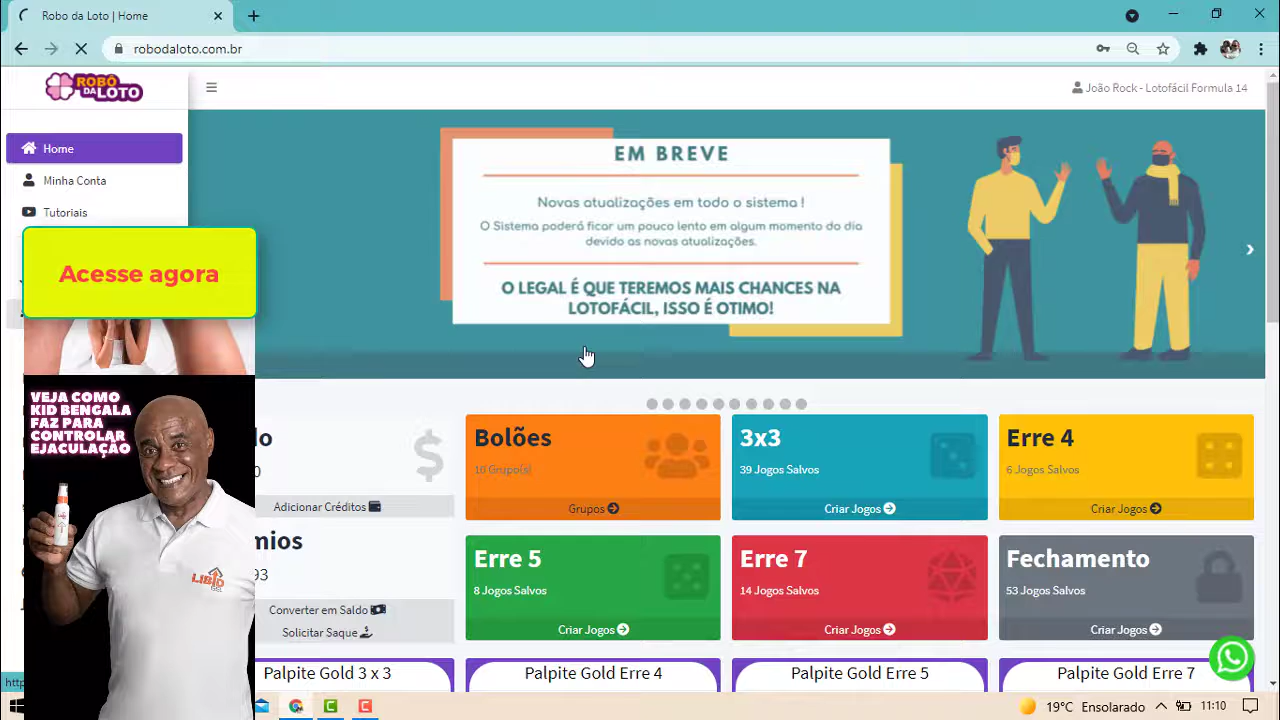 Robo da Loto | Home
robodaloto.com.br
ROBÔ
DA LOTO
João Rock - Lotofácil Formula 14
Home
Minha Conta
Tutoriais
Acesse agora
EM BREVE
Novas atualizações em todo o sistema !
O Sistema poderá ficar um pouco lento em algum momento do dia
devido as novas atualizações.
O LEGAL É QUE TEREMOS MAIS CHANCES NA
LOTOFÁCIL, ISSO É OTIMO!
VEJA COMO
KID BENGALA
FAZ PARA
CONTROLAR
EJACULAÇÃO
do
0
Adicionar Créditos
mios
93
Converter em Saldo
Solicitar Saque
Bolões
10 Grupo(s)
Grupos
3x3
39 Jogos Salvos
Criar Jogos
Erre 4
6 Jogos Salvos
Criar Jogos
Erre 5
8 Jogos Salvos
Criar Jogos
Erre 7
14 Jogos Salvos
Criar Jogos
Fechamento
53 Jogos Salvos
Criar Jogos
Palpite Gold 3 x 3
Palpite Gold Erre 4
Palpite Gold Erre 5
Palpite Gold Erre 7
http
19°C Ensolarado
11:10